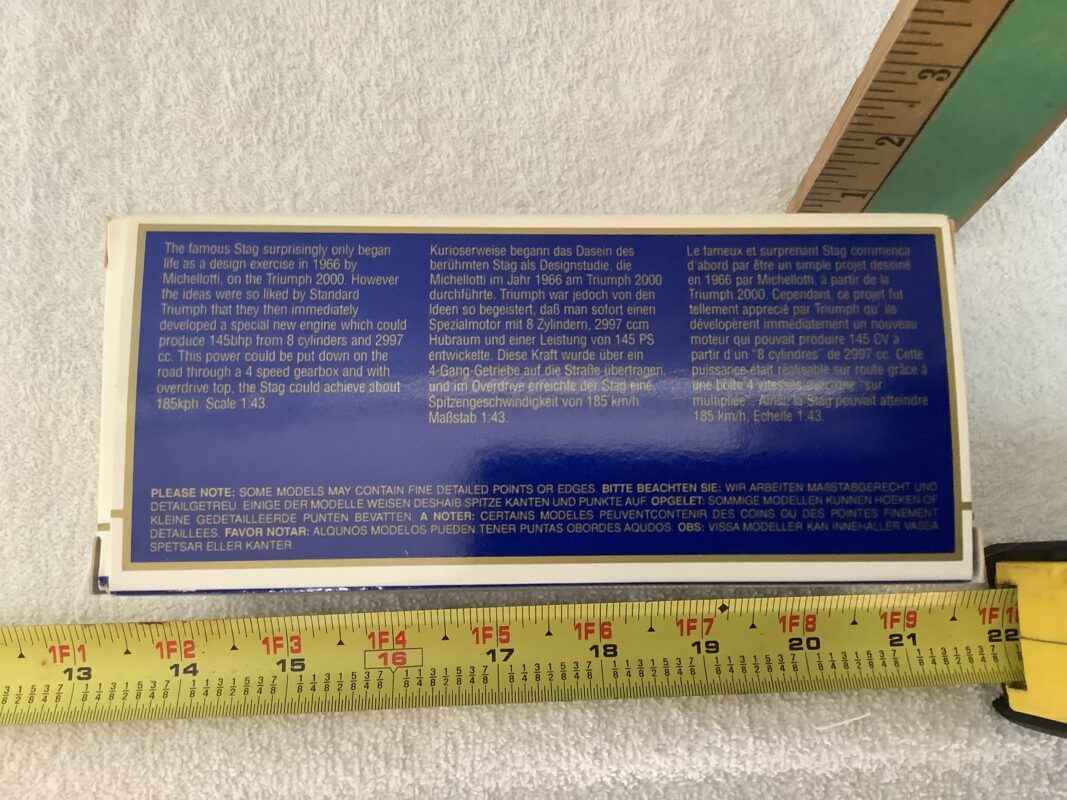 3
2
1
The famous Stag surprisingly only began
life as a design exercise in 1966 by
Michellotti, on the Triumph 2000. However
the ideas were so liked by Standard
Triumph that they then immediately
developed a special new engine which could
produce 145bhp from 8 cylinders and 2997
cc. This power could be put down on the
road through a 4 speed gearbox and with
overdrive top, the Stag could achieve about
185kph. Scale 1:43.
Kurioserweise begann das Dasein des
berühmten Stag als Designstudie, die
Michellotti im Jahr 1966 am Triumph 2000
durchführte. Triumph war jedoch von den
Ideen so begeistert, daß man sofort einen
Spezialmotor mit 8 Zylindern, 2997 ccm
Hubraum und einer Leistung von 145 PS
entwickelte. Diese Kraft wurde über ein
4-Gang-Getriebe auf die Straße übertragen,
und im Overdrive erreichte der Stag eine
Spitzengeschwindigkeit von 185 km/h.
Maßstab 1:43.
Le fameux et surprenant Stag commenca
d'abord par être un simple projet dessiné
en 1966 par Michellotti, à partir de la
Triumph 2000. Cependant, ce projet fut
tellement apprecié par Triumph qu' ils
dévelopèrent immédiatement un nouveau
moteur qui pouvait produire 145 CV à
partir d'un "8 cylindres" de 2997 cc. Cette
puissance était réalisable sur route grâce à
une boîte 4 vitesses avec une "sur
multipliée". Ainsi, la Stag pouvait atteindre
185 km/h. Echelle 1:43.
PLEASE NOTE: SOME MODELS MAY CONTAIN FINE DETAILED POINTS OR EDGES. BITTE BEACHTEN SIE: WIR ARBEITEN MASSTABGERECHT UND
DETAILGETREU. EINIGE DER MODELLE WEISEN DESHAIB SPITZE KANTEN UND PUNKTE AUF. OPGELET: SOMMIGE MODELLEN KUNNEN HOEKEN OF
KLEINE GEDETAILLEERDE PUNTEN BEVATTEN. A NOTER: CERTAINS MODELES PEUVENTCONTENIR DES COINS OU DES POINTES FINEMENT
DETAILLEES. FAVOR NOTAR: ALQUNOS MODELOS PUEDEN TENER PUNTAS OBORDES AQUDOS. OBS: VISSA MODELLER KAN INNEHALLER VASSA
SPETSAR ELLER KANTER
1F1 1F2 1F3 1F4 1F5 1F6 1F7 1F8 1F9 1F10
13 14 15 16 17 18 19 20 21 22